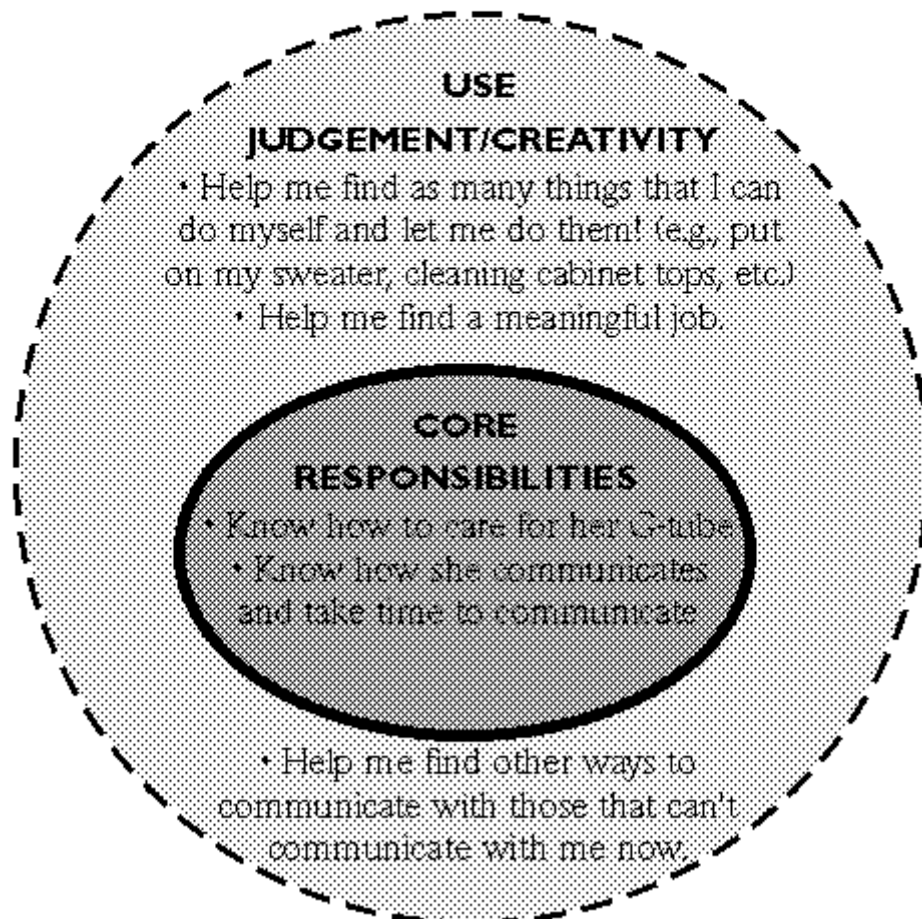 USE
JUDGEMENT/CREATIVITY
• Help me find as many things that I can
do myself and let me do them! (e.g., put
on my sweater, cleaning cabinet tops, etc.)
• Help me find a meaningful job.
CORE
RESPONSIBILITIES
• Know how to care for her G-tube
• Know how she communicates
and take time to communicate
• Help me find other ways to
communicate with those that can't
communicate with me now.